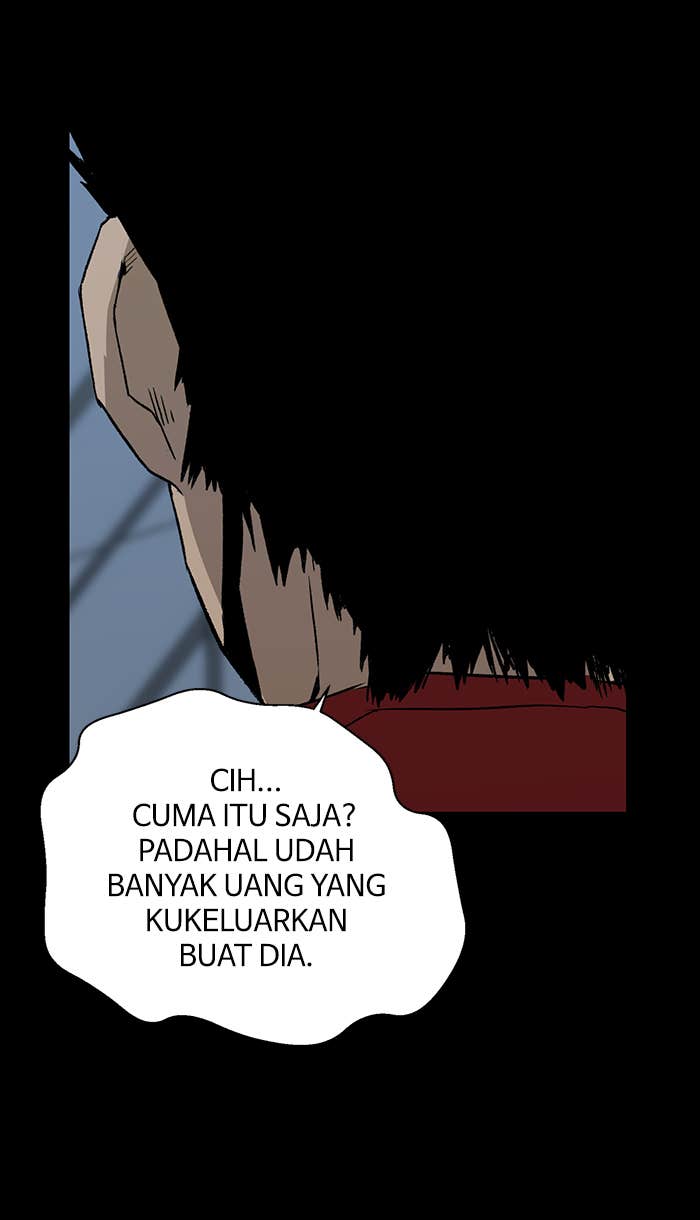 CIH...
CUMA ITU SAJA?
PADAHAL UDAH
BANYAK UANG YANG
KUKELUARKAN
BUAT DIA.